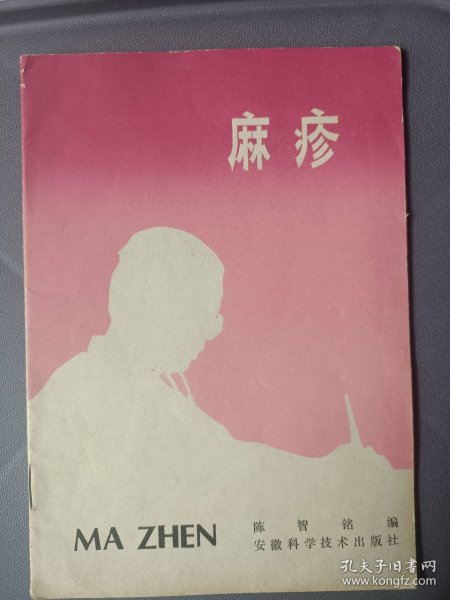 麻疹
MA ZHEN
陈智铭编
安徽科学技术出版社
孔夫子旧书网
www.kongfz.com